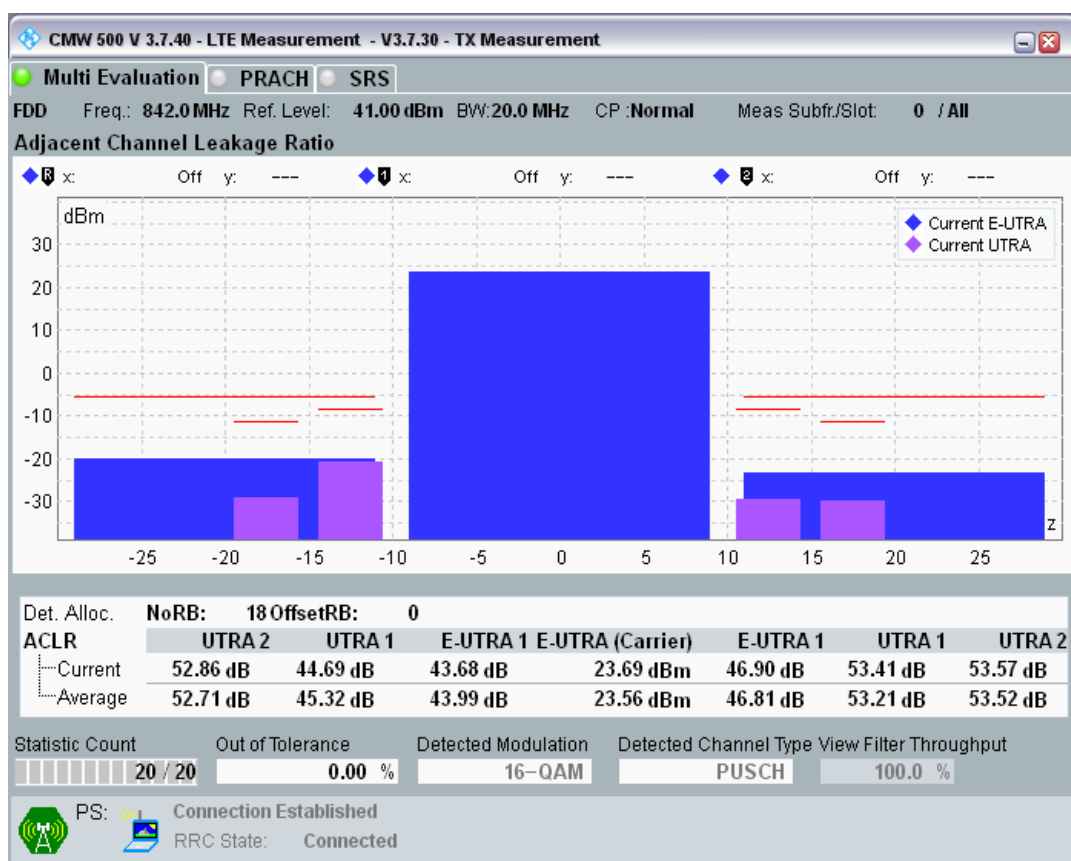 CMW 500 V 3.7.40 - LTE Measurement - V3.7.30 - TX Measurement
Multi Evaluation PRACH SRS
FDD Freq.: 842.0 MHz Ref. Level: 41.00 dBm BW:20.0 MHz CP :Normal Meas Subfr./Slot: 0 / All
Adjacent Channel Leakage Ratio
R x: Off y: --- 1 x: Off y: --- 2 x: Off y: ---
dBm
Current E-UTRA
Current UTRA
30
20
10
0
-10
-20
-30
z
-25 -20 -15 -10 -5 0 5 10 15 20 25
Det. Alloc. NoRB: 18 OffsetRB: 0
ACLR UTRA 2 UTRA 1 E-UTRA 1 E-UTRA (Carrier) E-UTRA 1 UTRA 1 UTRA 2
Current 52.86 dB 44.69 dB 43.68 dB 23.69 dBm 46.90 dB 53.41 dB 53.57 dB
Average 52.71 dB 45.32 dB 43.99 dB 23.56 dBm 46.81 dB 53.21 dB 53.52 dB
Statistic Count Out of Tolerance Detected Modulation Detected Channel Type View Filter Throughput
20 / 20 0.00 % 16-QAM PUSCH 100.0 %
PS: Connection Established
RRC State: Connected